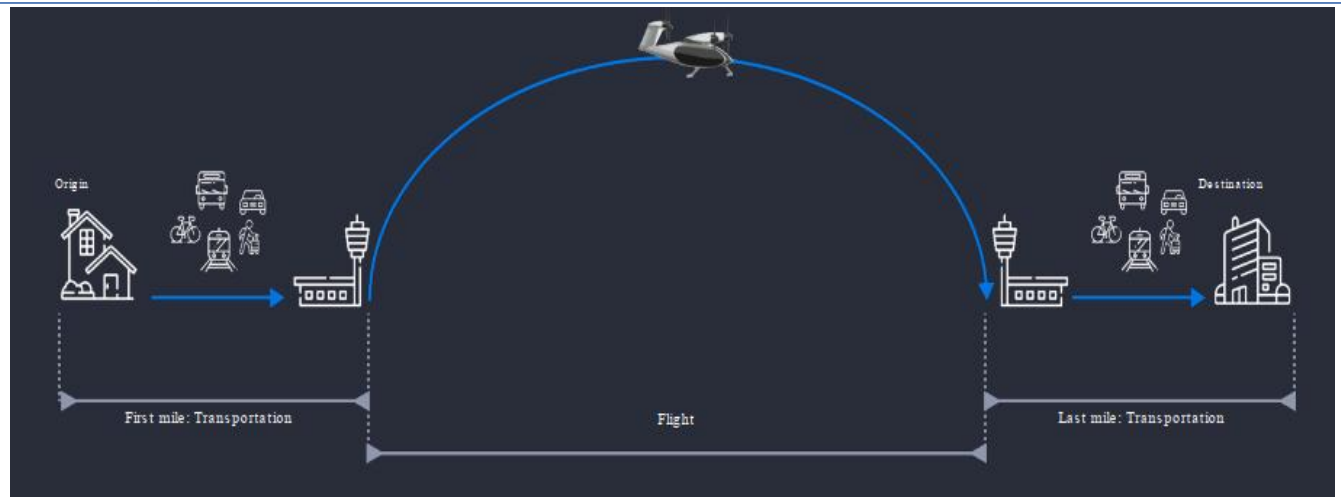 Origin
Destination
First mile: Transportation
Flight
Last mile: Transportation